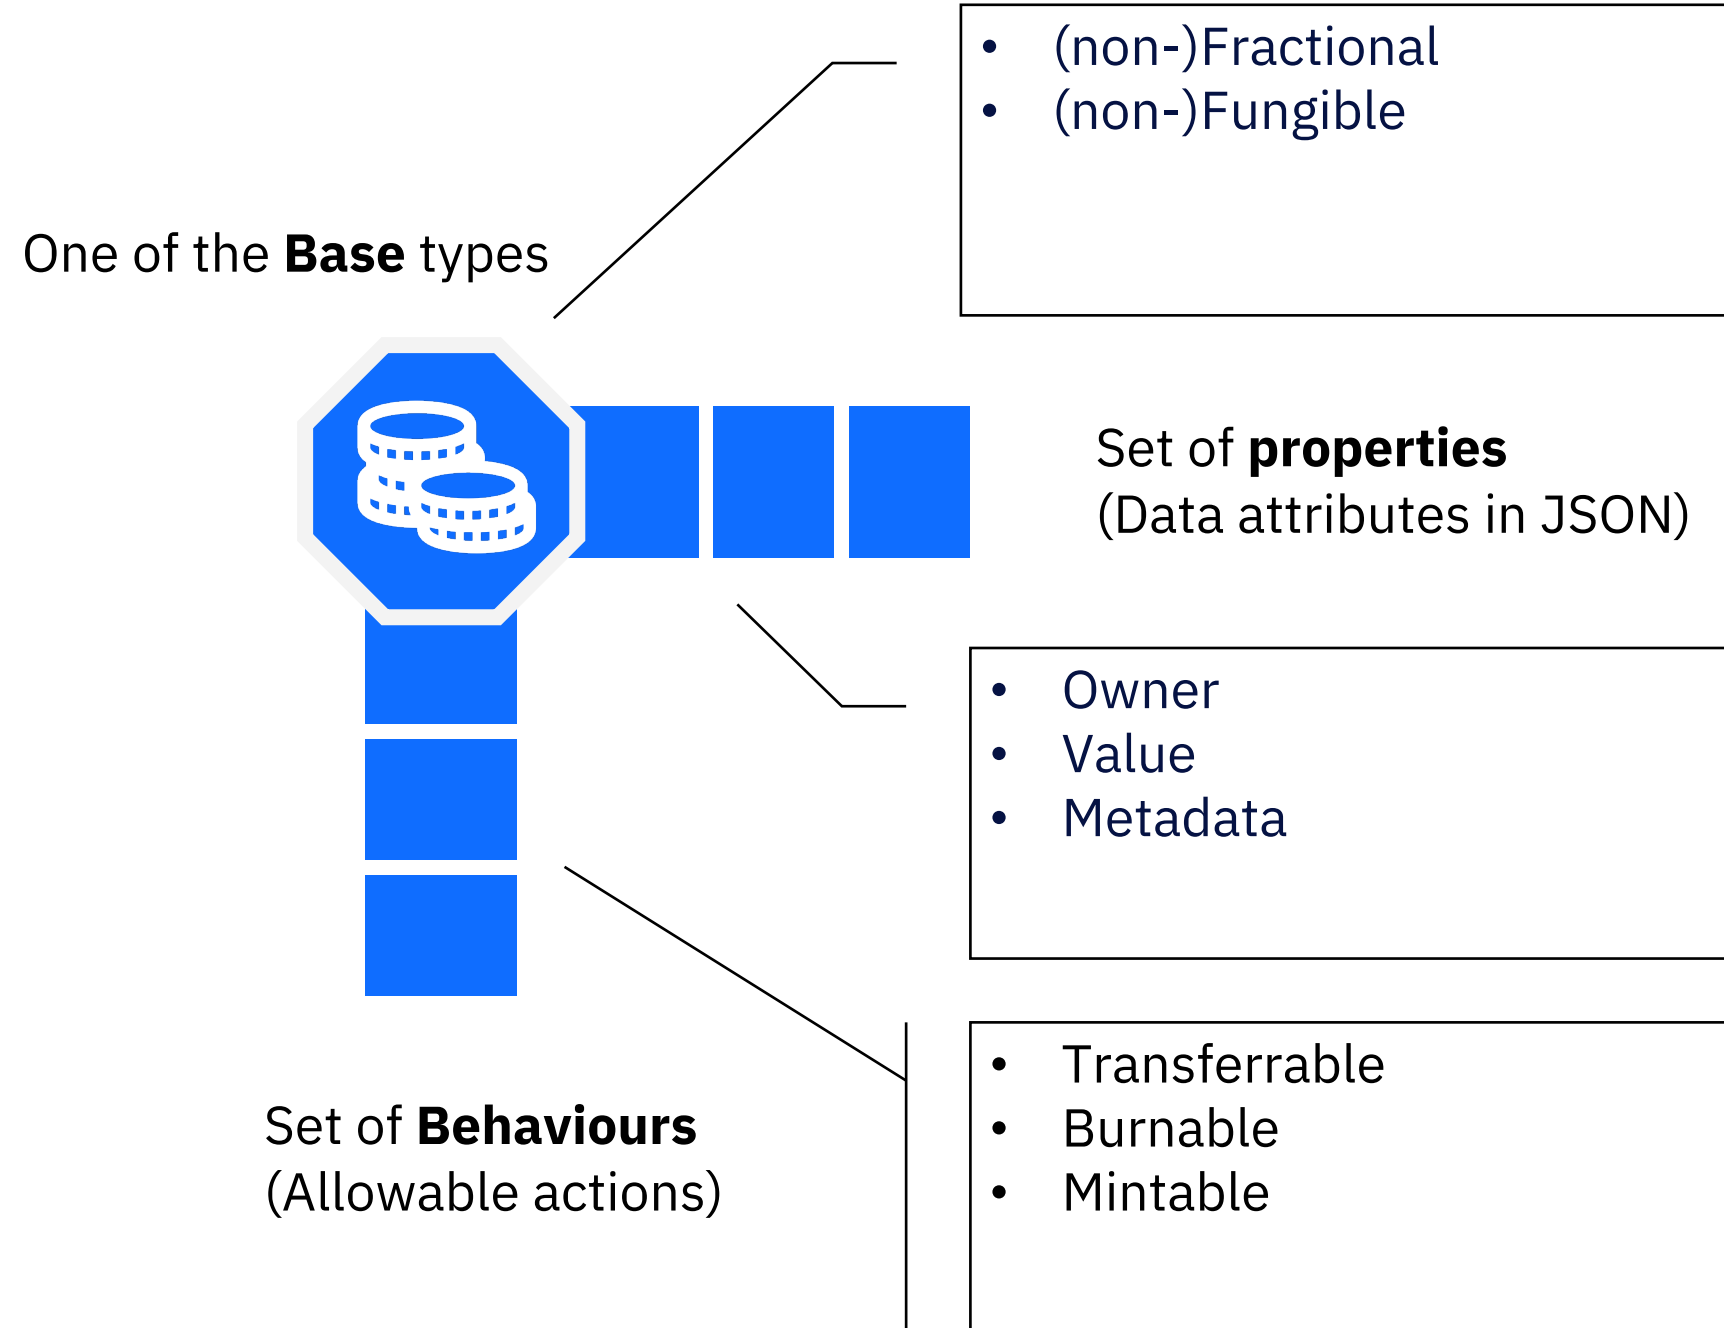 • (non-)Fractional
• (non-)Fungible
One of the Base types
Set of properties
(Data attributes in JSON)
• Owner
• Value
• Metadata
• Transferrable
• Burnable
• Mintable
Set of Behaviours
(Allowable actions)